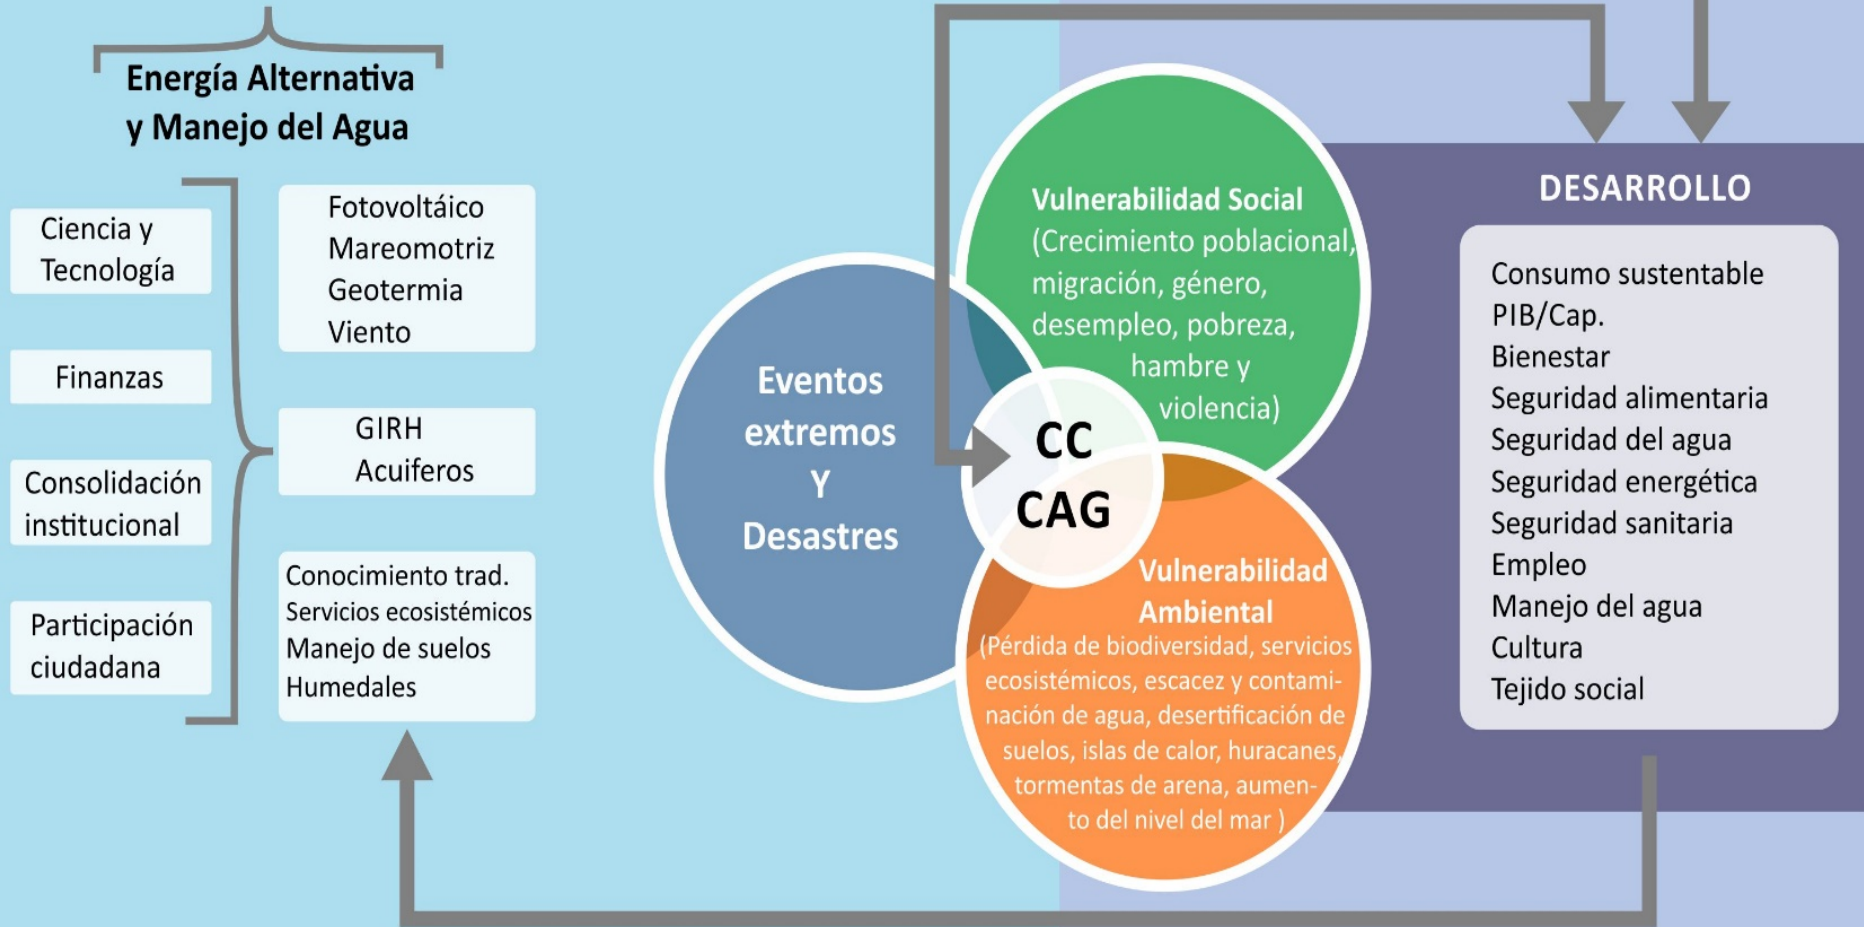 Energía Alternativa
y Manejo del Agua
Ciencia y
Tecnología
Finanzas
Consolidación
institucional
Participación
ciudadana
Fotovoltáico
Mareomotriz
Geotermia
Viento
GIRH
Acuiferos
Conocimiento trad.
Servicios ecosistémicos
Manejo de suelos
Humedales
Eventos
extremos
Y
Desastres
Vulnerabilidad Social
(Crecimiento poblacional,
migración, género,
desempleo, pobreza,
hambre y
violencia)
CC
CAG
Vulnerabilidad
Ambiental
(Pérdida de biodiversidad, servicios
ecosistémicos, escacez y contami-
nación de agua, desertificación de
suelos, islas de calor, huracanes,
tormentas de arena, aumen-
to del nivel del mar )
DESARROLLO
Consumo sustentable
PIB/Cap.
Bienestar
Seguridad alimentaria
Seguridad del agua
Seguridad energética
Seguridad sanitaria
Empleo
Manejo del agua
Cultura
Tejido social